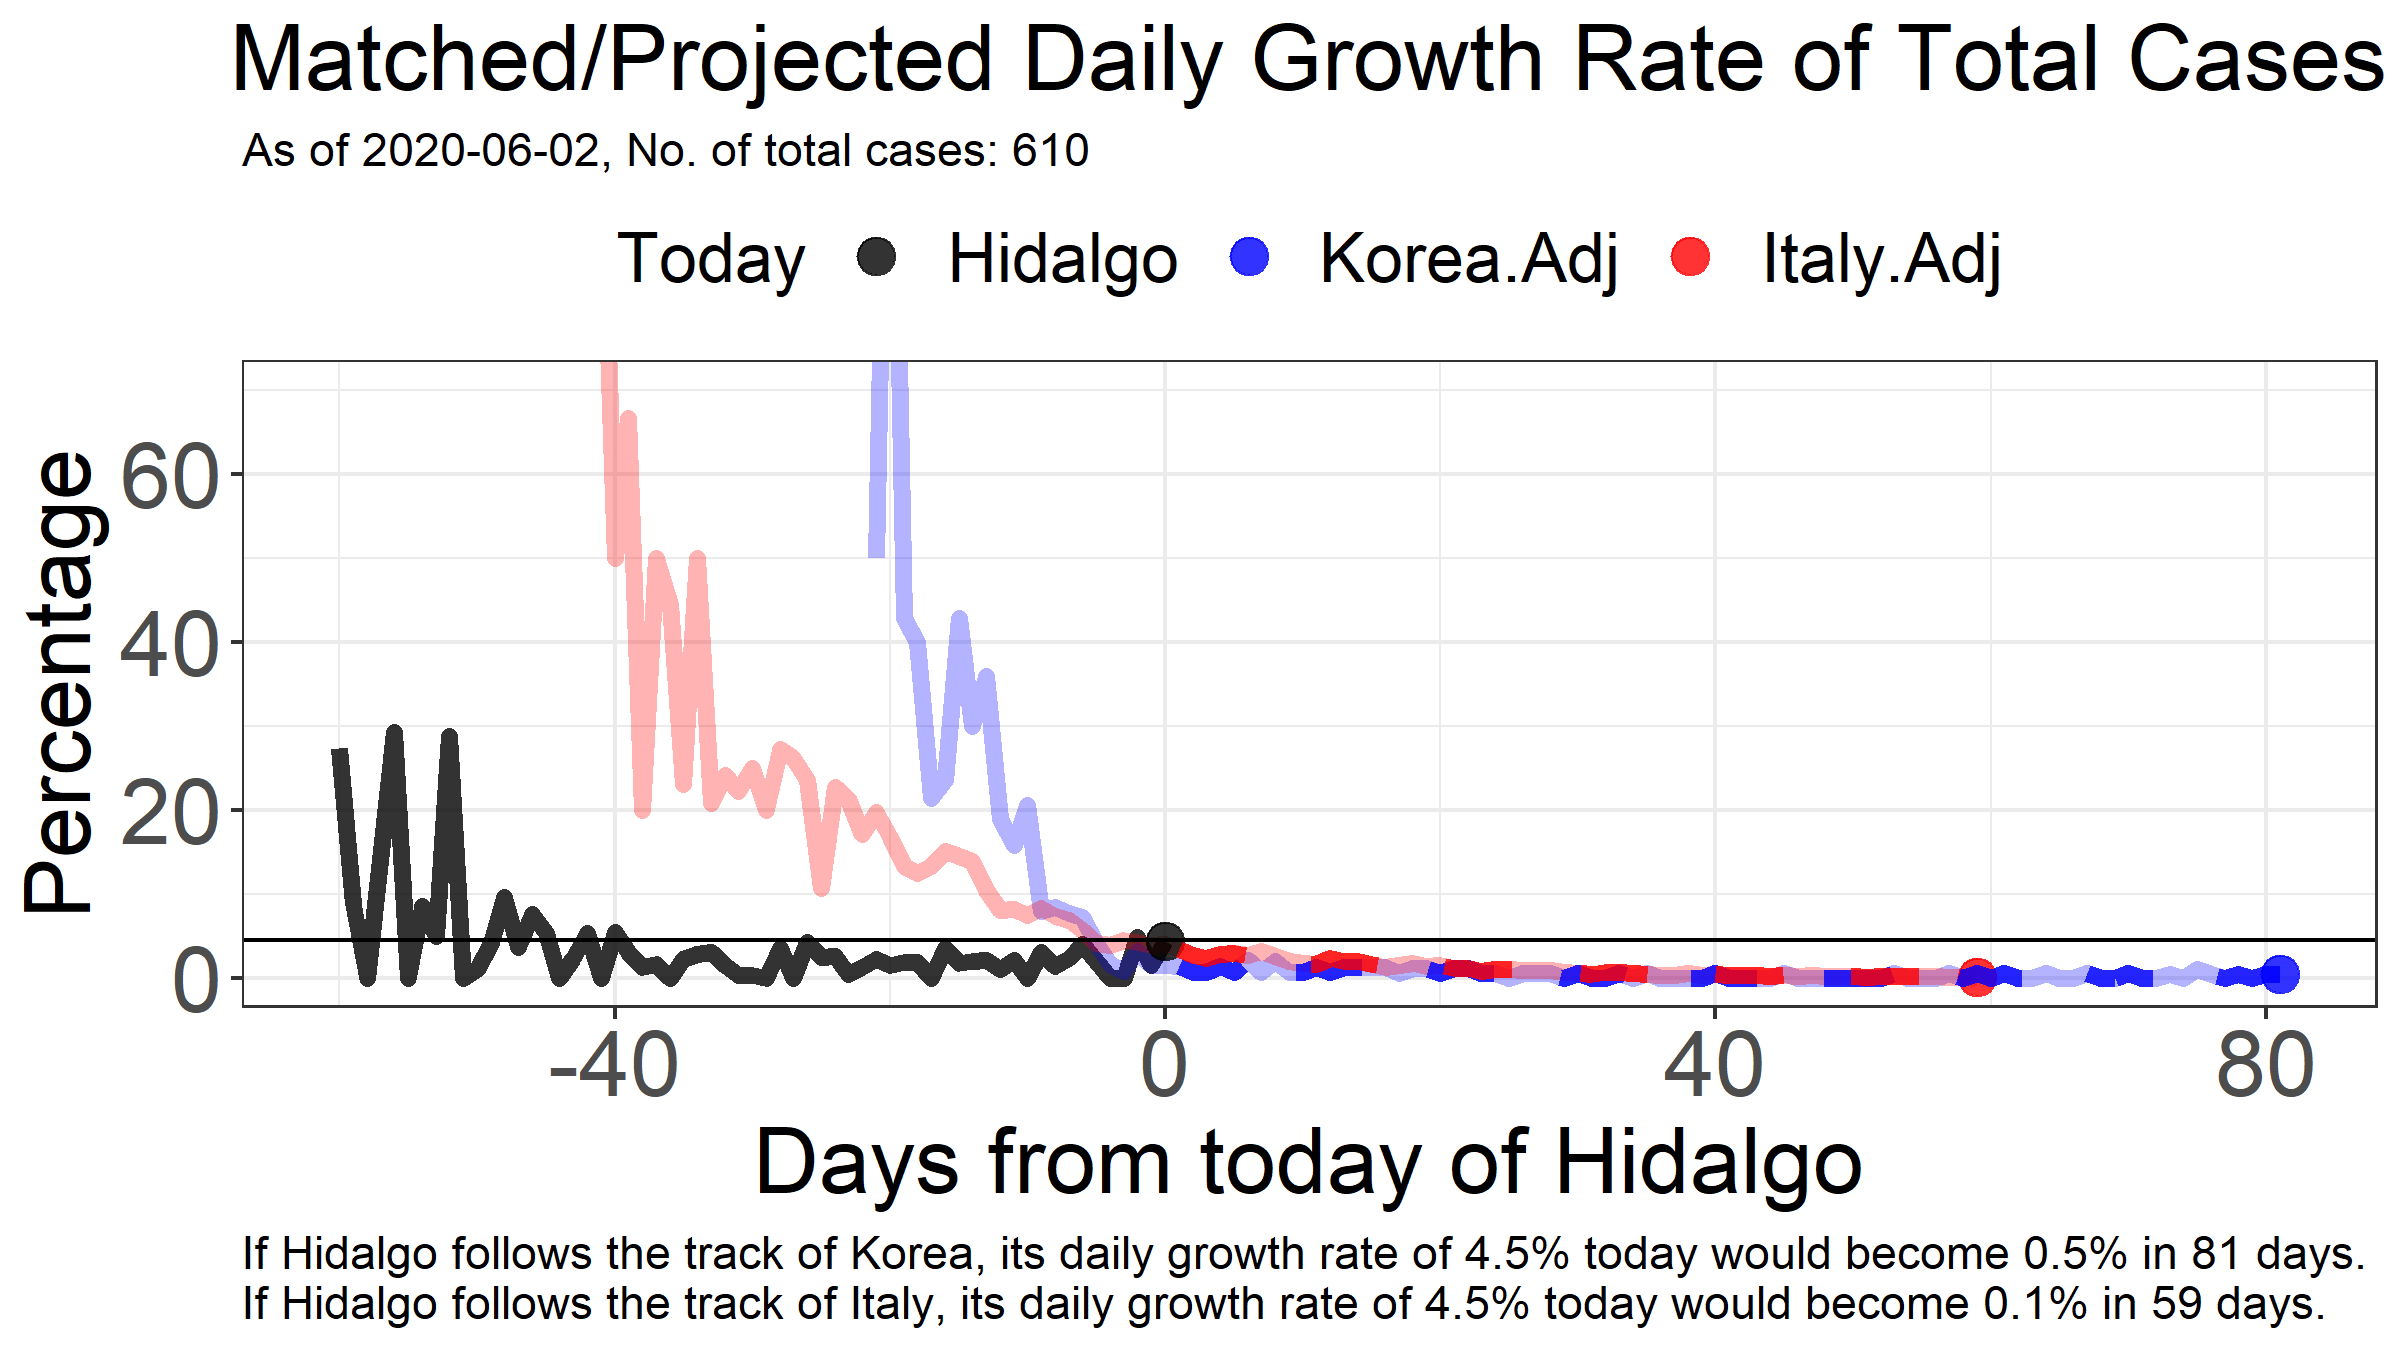 Matched/Projected Daily Growth Rate of Total Cases
As of 2020-06-02, No. of total cases: 610
Today Hidalgo Korea.Adj Italy.Adj
Percentage
60
40
20
0
-40 0 40 80
Days from today of Hidalgo
If Hidalgo follows the track of Korea, its daily growth rate of 4.5% today would become 0.5% in 81 days.
If Hidalgo follows the track of Italy, its daily growth rate of 4.5% today would become 0.1% in 59 days.